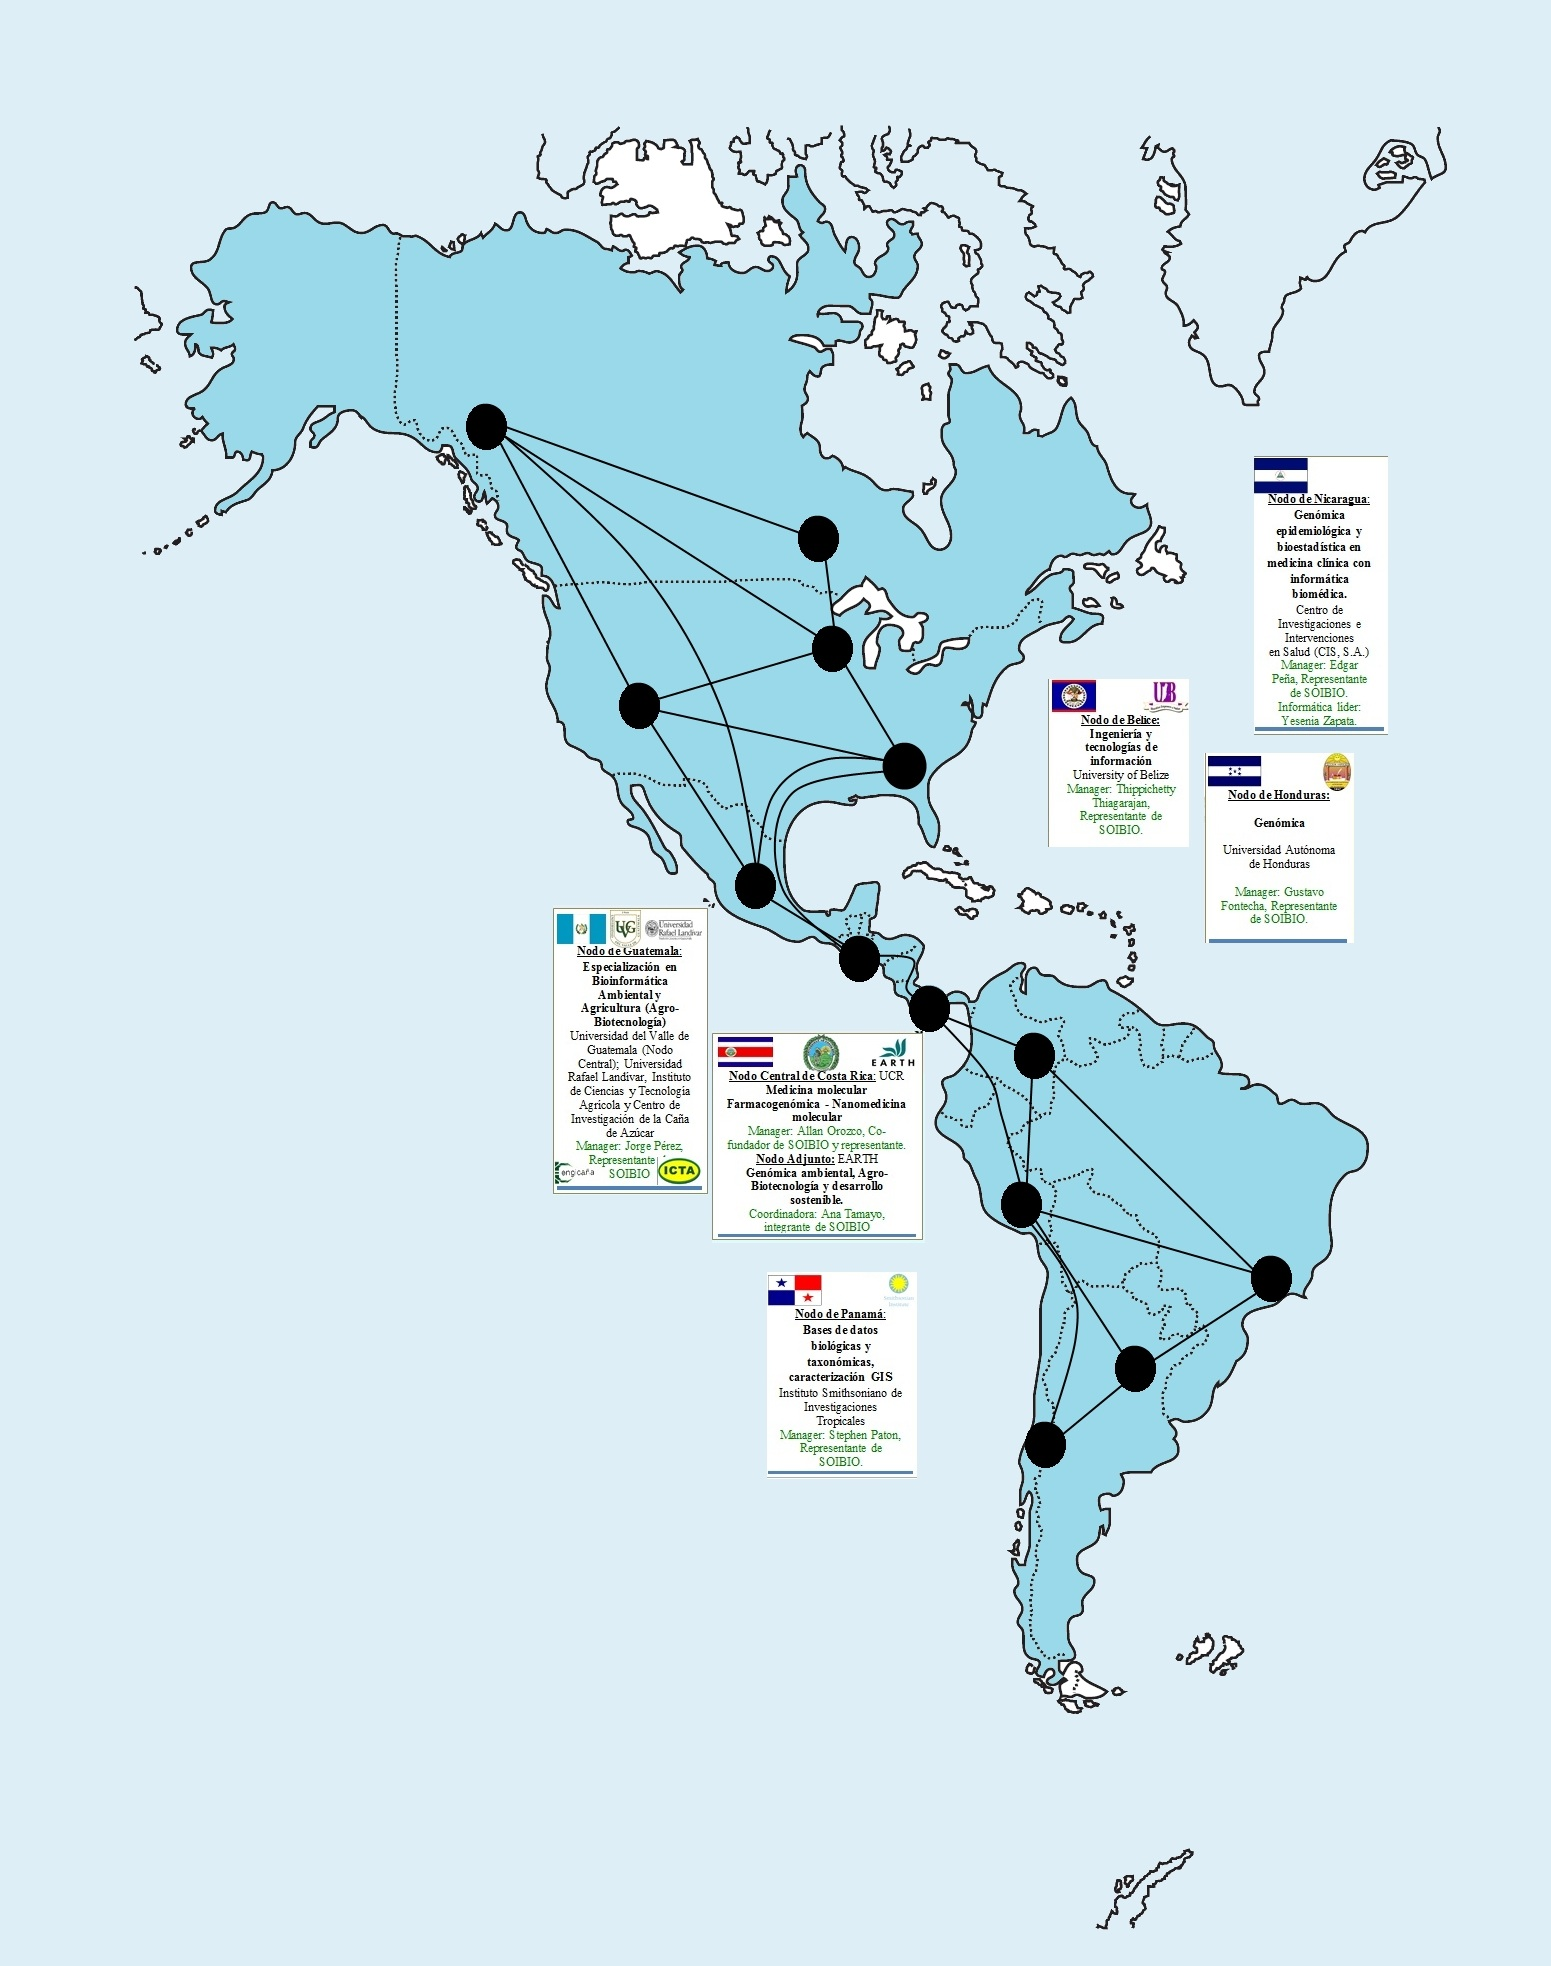 Nodo de Nicaragua:
Genómica
epidemiológica y
bioestadística en
medicina clínica con
informática
biomédica.
Centro de
Investigaciones e
Intervenciones
en Salud (CIS, S.A.)
Manager: Edgar
Peña, Representante
de SOIBIO.
Informática lider:
Yesenia Zapata.
UB
Nodo de Belice:
Ingeniería y
tecnologías de
información
University of Belize
Manager: Thippichetty
Thiagarajan,
Representante de
SOIBIO.
Nodo de Honduras:
Genómica
Universidad Autónoma
de Honduras
Manager: Gustavo
Fontecha, Representante
de SOIBIO.
UVG
Universidad
Rafael Landívar
Nodo de Guatemala:
Especialización en
Bioinformática
Ambiental y
Agricultura (Agro-
Biotecnología)
Universidad del Valle de
Guatemala (Nodo
Central); Universidad
Rafael Landivar, Instituto
de Ciencias y Tecnología
Agrícola y Centro de
Investigación de la Caña
de Azúcar
Manager: Jorge Pérez,
Representante
SOIBIO
engicaña
ICTA
EARTH
Nodo Central de Costa Rica: UCR
Medicina molecular
Farmacogenómica - Nanomedicina
molecular
Manager: Allan Orozco, Co-
fundador de SOIBIO y representante.
Nodo Adjunto: EARTH
Genómica ambiental, Agro-
Biotecnología y desarrollo
sostenible.
Coordinadora: Ana Tamayo,
integrante de SOIBIO
Nodo de Panamá:
Bases de datos
biológicas y
taxonómicas,
caracterización GIS
Instituto Smithsoniano de
Investigaciones
Tropicales
Manager: Stephen Paton,
Representante de
SOIBIO.